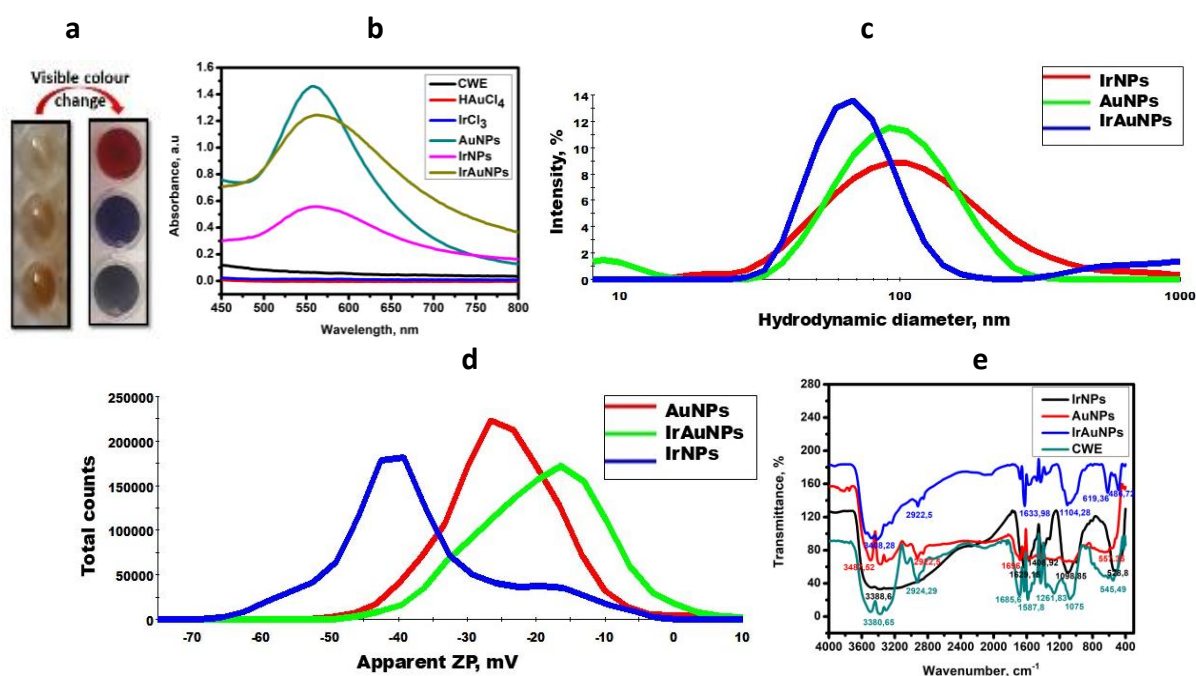 a
Visible colour
change
b
1.6
1.4
1.2
1.0
0.8
0.6
0.4
0.2
0.0
Absorbance, a.u
CWE
HAuCl4
IrCl3
AuNPs
IrNPs
IrAuNPs
450 500 550 600 650 700 750 800
Wavelength, nm
c
14
12
10
8
6
4
2
0
Intensity, %
IrNPs
AuNPs
IrAuNPs
10 100 1000
Hydrodynamic diameter, nm
d
250000
200000
150000
100000
50000
0
Total counts
AuNPs
IrAuNPs
IrNPs
-70 -60 -50 -40 -30 -20 -10 0 10
Apparent ZP, mV
e
280
240
200
160
120
80
40
0
Transmittance, %
IrNPs
AuNPs
IrAuNPs
CWE
2922,5
1633,98
1104,28
619,36
3388,6
1098,85
528,8
2924,29
1685,6
1587,8
1261,83
1075
545,49
3380,65
4000 3600 3200 2800 2400 2000 1600 1200 800 400
Wavenumber, cm-1